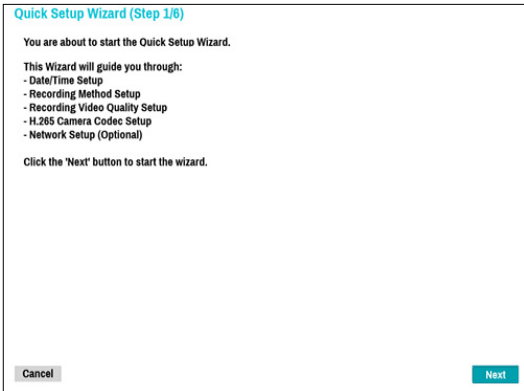 Quick Setup Wizard (Step 1/6)
You are about to start the Quick Setup Wizard.
This Wizard will guide you through:
- Date/Time Setup
- Recording Method Setup
- Recording Video Quality Setup
- H.265 Camera Codec Setup
- Network Setup (Optional)
Click the 'Next' button to start the wizard.
Cancel
Next